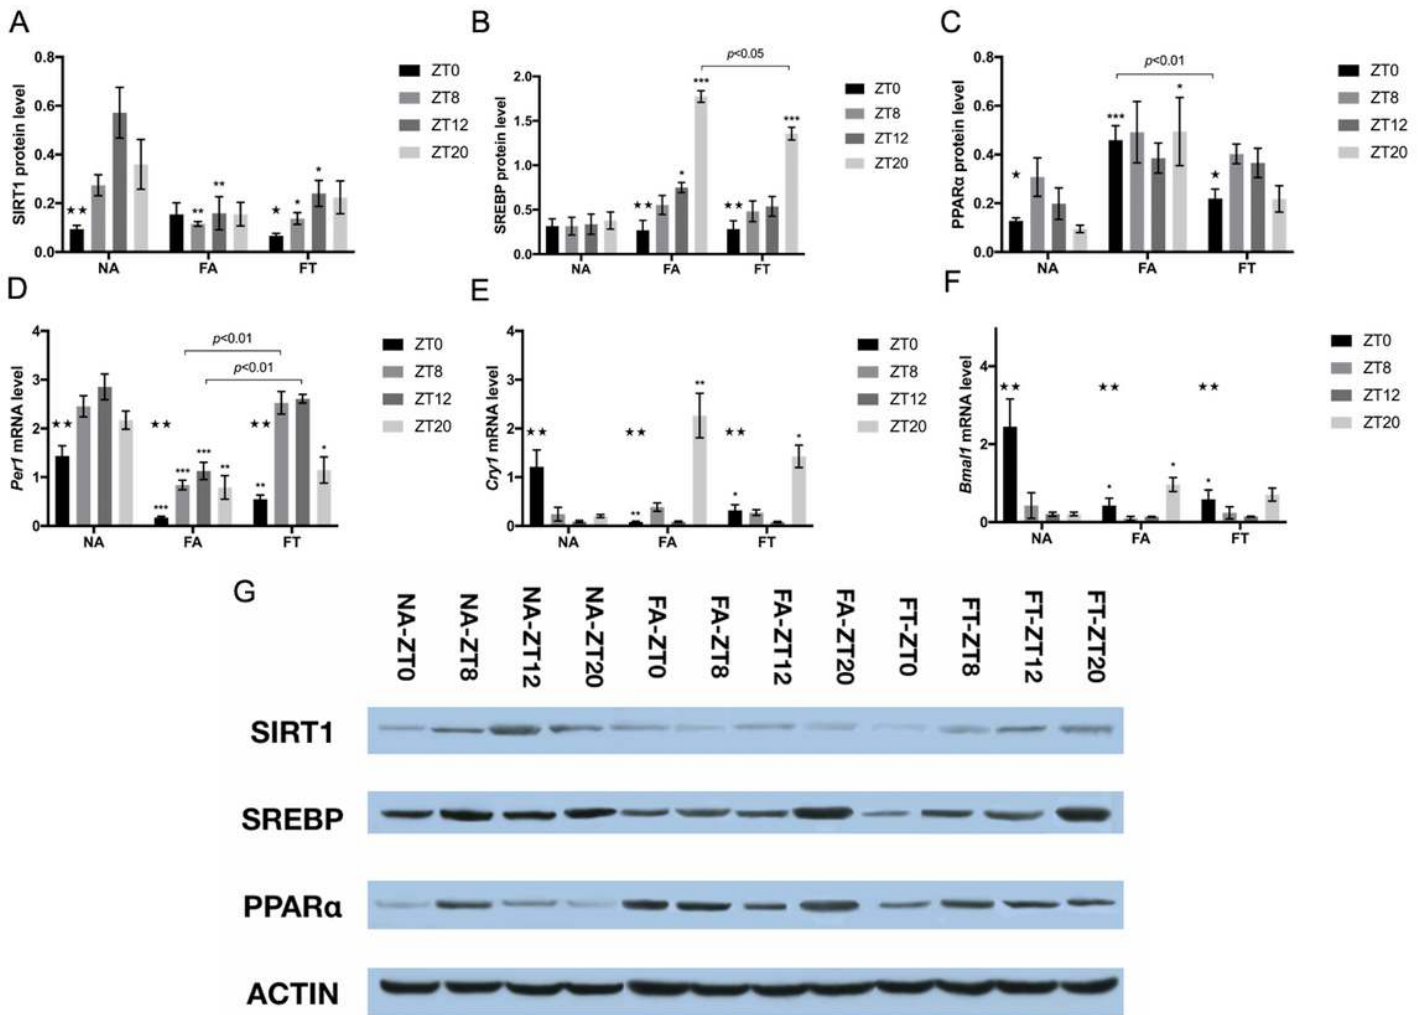 A
SIRT1 protein level
0.8
0.6
0.4
0.2
0.0
★★
**
**
★
*
*
NA
FA
FT
ZT0
ZT8
ZT12
ZT20
B
SREBP protein level
2.0
1.5
1.0
0.5
0.0
p<0.05
★★
*
***
★★
***
NA
FA
FT
ZT0
ZT8
ZT12
ZT20
C
PPARα protein level
0.8
0.6
0.4
0.2
0.0
p<0.01
★
***
*
★
NA
FA
FT
ZT0
ZT8
ZT12
ZT20
D
Per1 mRNA level
4
3
2
1
0
p<0.01
p<0.01
★★
★★
★★
***
***
***
**
**
*
NA
FA
FT
ZT0
ZT8
ZT12
ZT20
E
Cry1 mRNA level
4
3
2
1
0
★★
★★
★★
**
**
*
*
NA
FA
FT
ZT0
ZT8
ZT12
ZT20
F
Bmal1 mRNA level
4
2
0
★★
★★
★★
*
*
*
NA
FA
FT
ZT0
ZT8
ZT12
ZT20
G
NA-ZT0
NA-ZT8
NA-ZT12
NA-ZT20
FA-ZT0
FA-ZT8
FA-ZT12
FA-ZT20
FT-ZT0
FT-ZT8
FT-ZT12
FT-ZT20
SIRT1
SREBP
PPARα
ACTIN